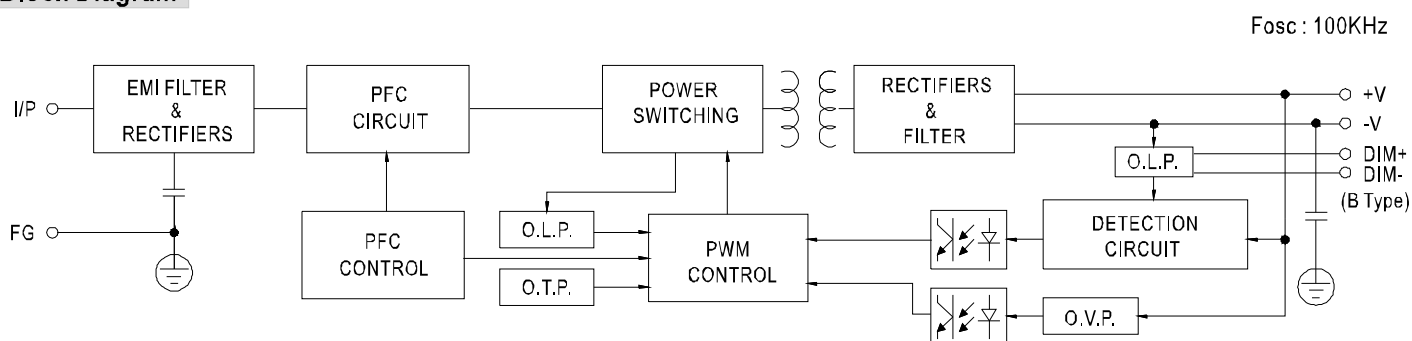 Block Diagram
Fosc : 100KHz
I/P
EMI FILTER
&
RECTIFIERS
PFC
CIRCUIT
POWER
SWITCHING
RECTIFIERS
&
FILTER
+V
-V
DIM+
DIM-
(B Type)
O.L.P.
FG
PFC
CONTROL
O.L.P.
O.T.P.
PWM
CONTROL
DETECTION
CIRCUIT
O.V.P.